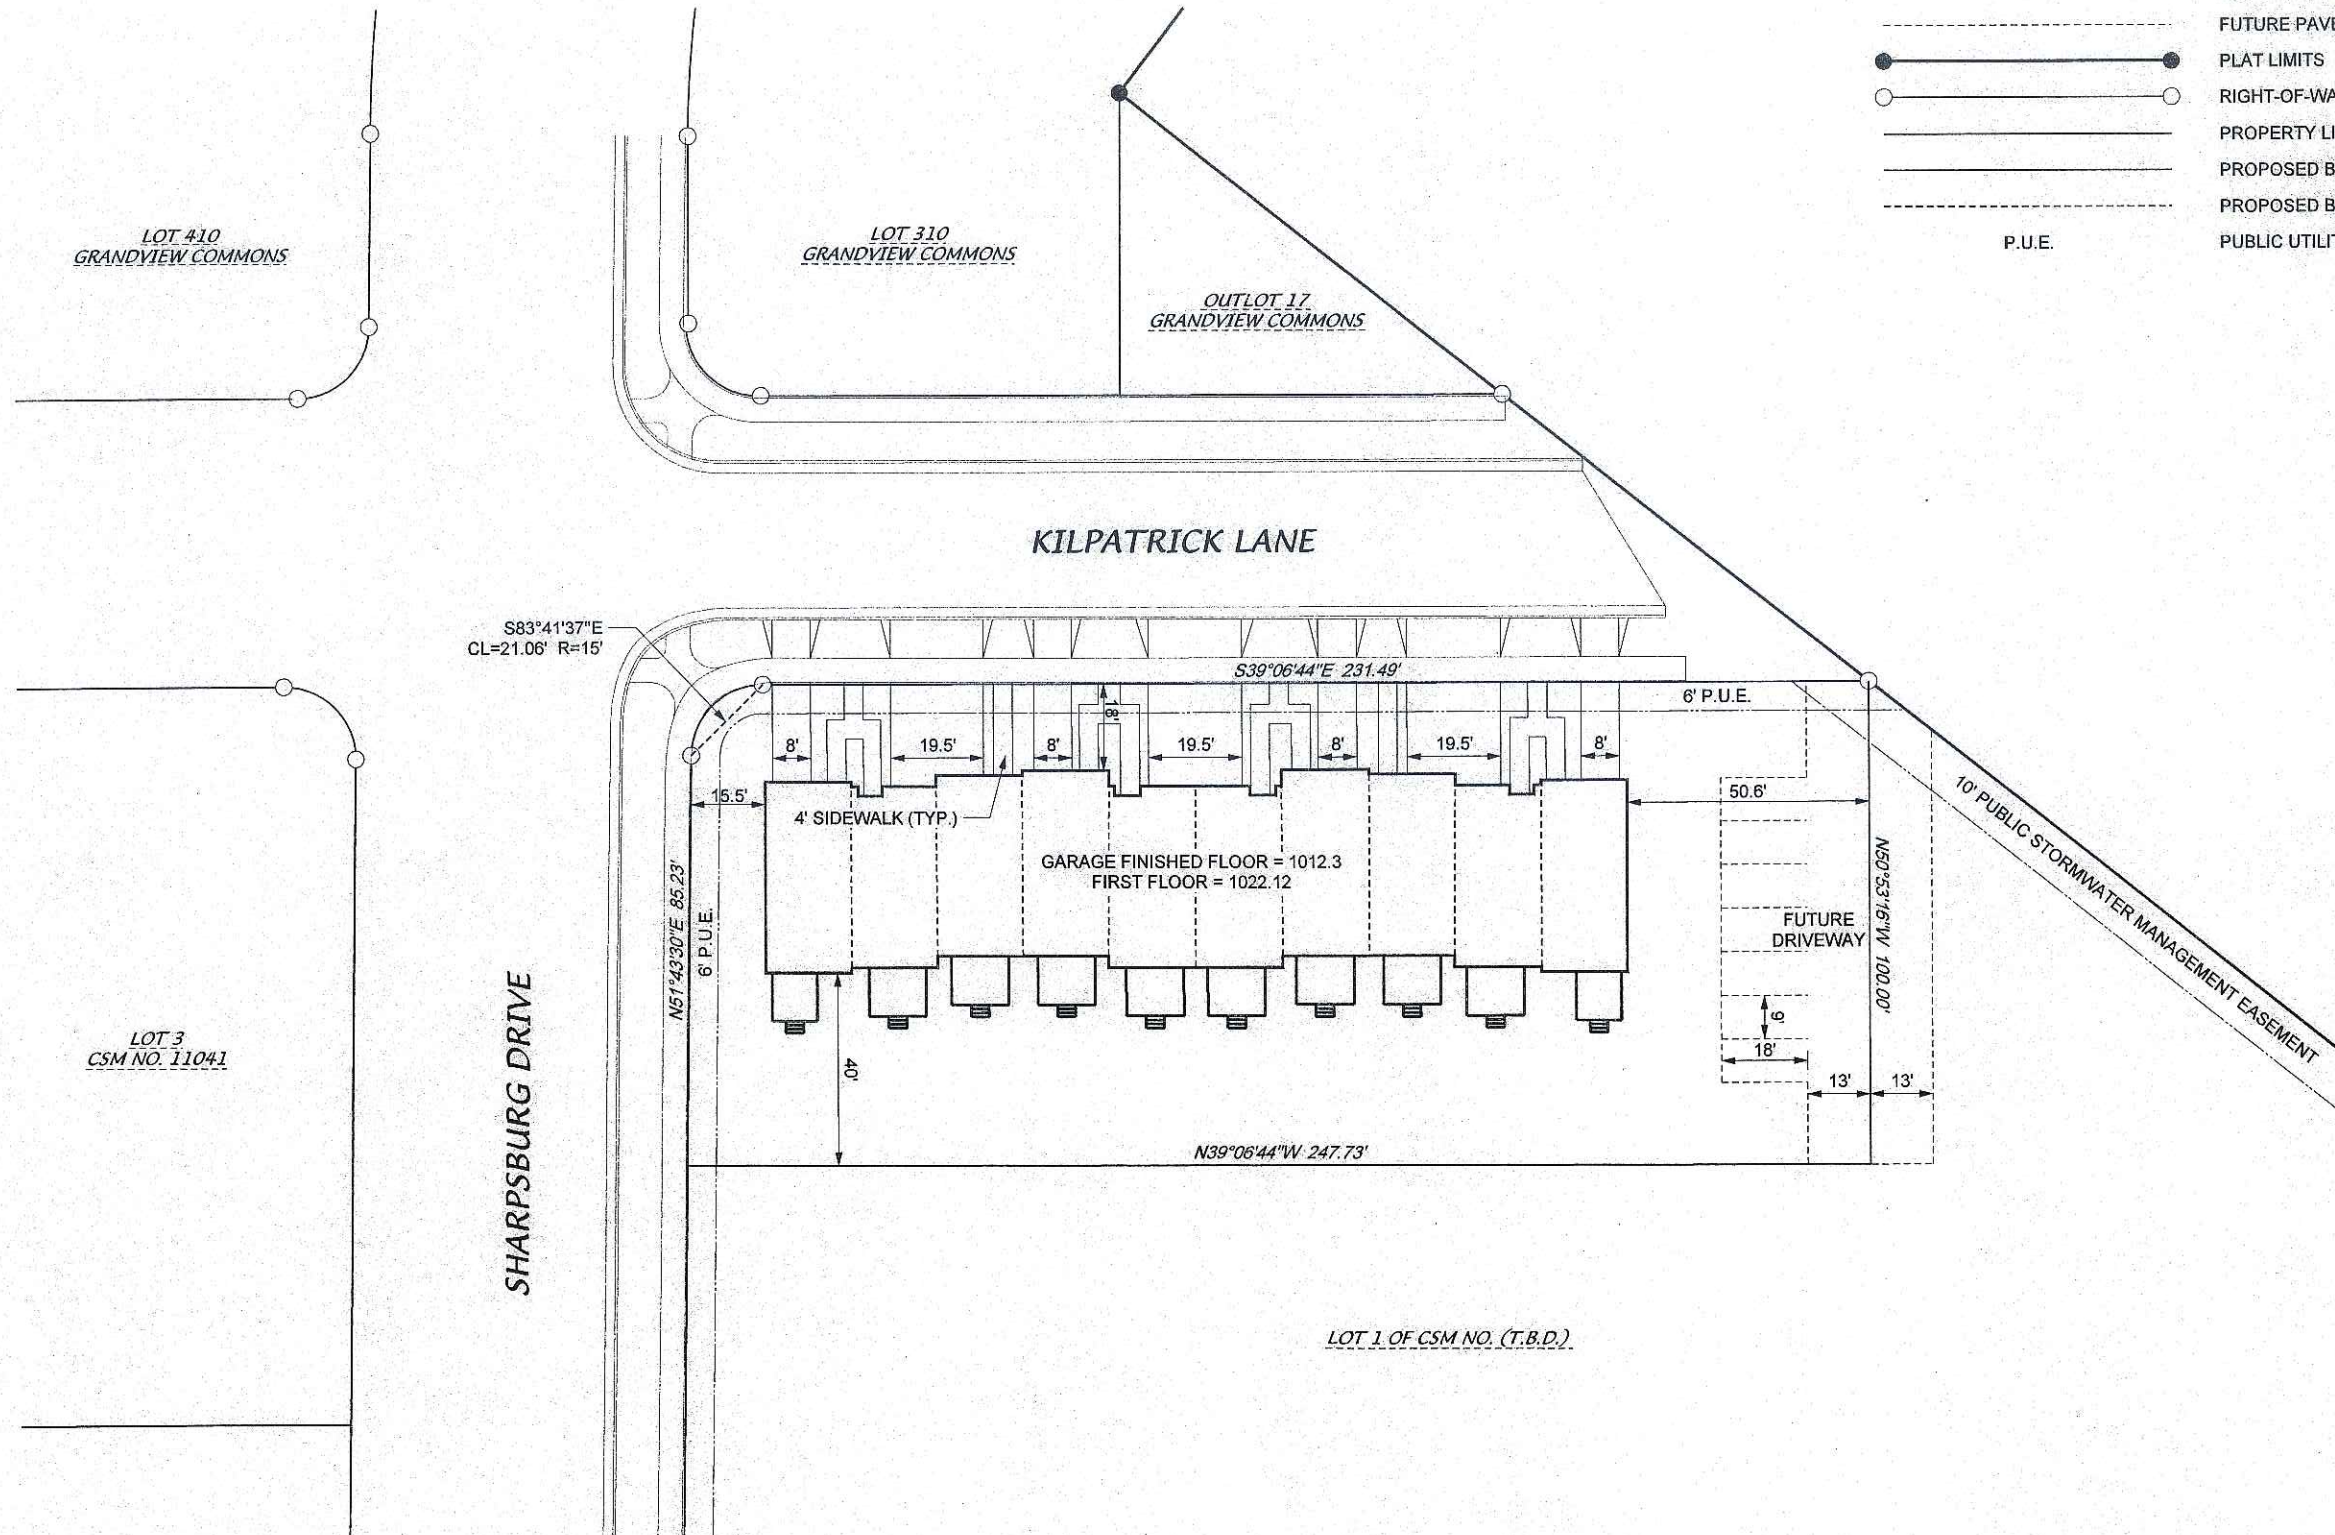 FUTURE PAVE
PLAT LIMITS
RIGHT-OF-WA
PROPERTY LI
PROPOSED B
PROPOSED B
P.U.E. PUBLIC UTILIT
LOT 410
GRANDVIEW COMMONS
LOT 310
GRANDVIEW COMMONS
OUTLOT 17
GRANDVIEW COMMONS
KILPATRICK LANE
S83°41'37"E
CL=21.06' R=15'
S39°06'44"E 231.49'
6' P.U.E.
18'
8'
19.5'
8'
19.5'
8'
19.5'
8'
15.5'
4' SIDEWALK (TYP.)
50.6'
10' PUBLIC STORMWATER MANAGEMENT EASEMENT
GARAGE FINISHED FLOOR = 1012.3
FIRST FLOOR = 1022.12
N51°43'30"E 85.23'
6' P.U.E.
FUTURE
DRIVEWAY
N50°53'16"W 100.00'
9'
18'
13'
13'
40'
N39°06'44"W 247.73'
LOT 3
CSM NO. 11041
SHARPSBURG DRIVE
LOT 1 OF CSM NO. (T.B.D.)